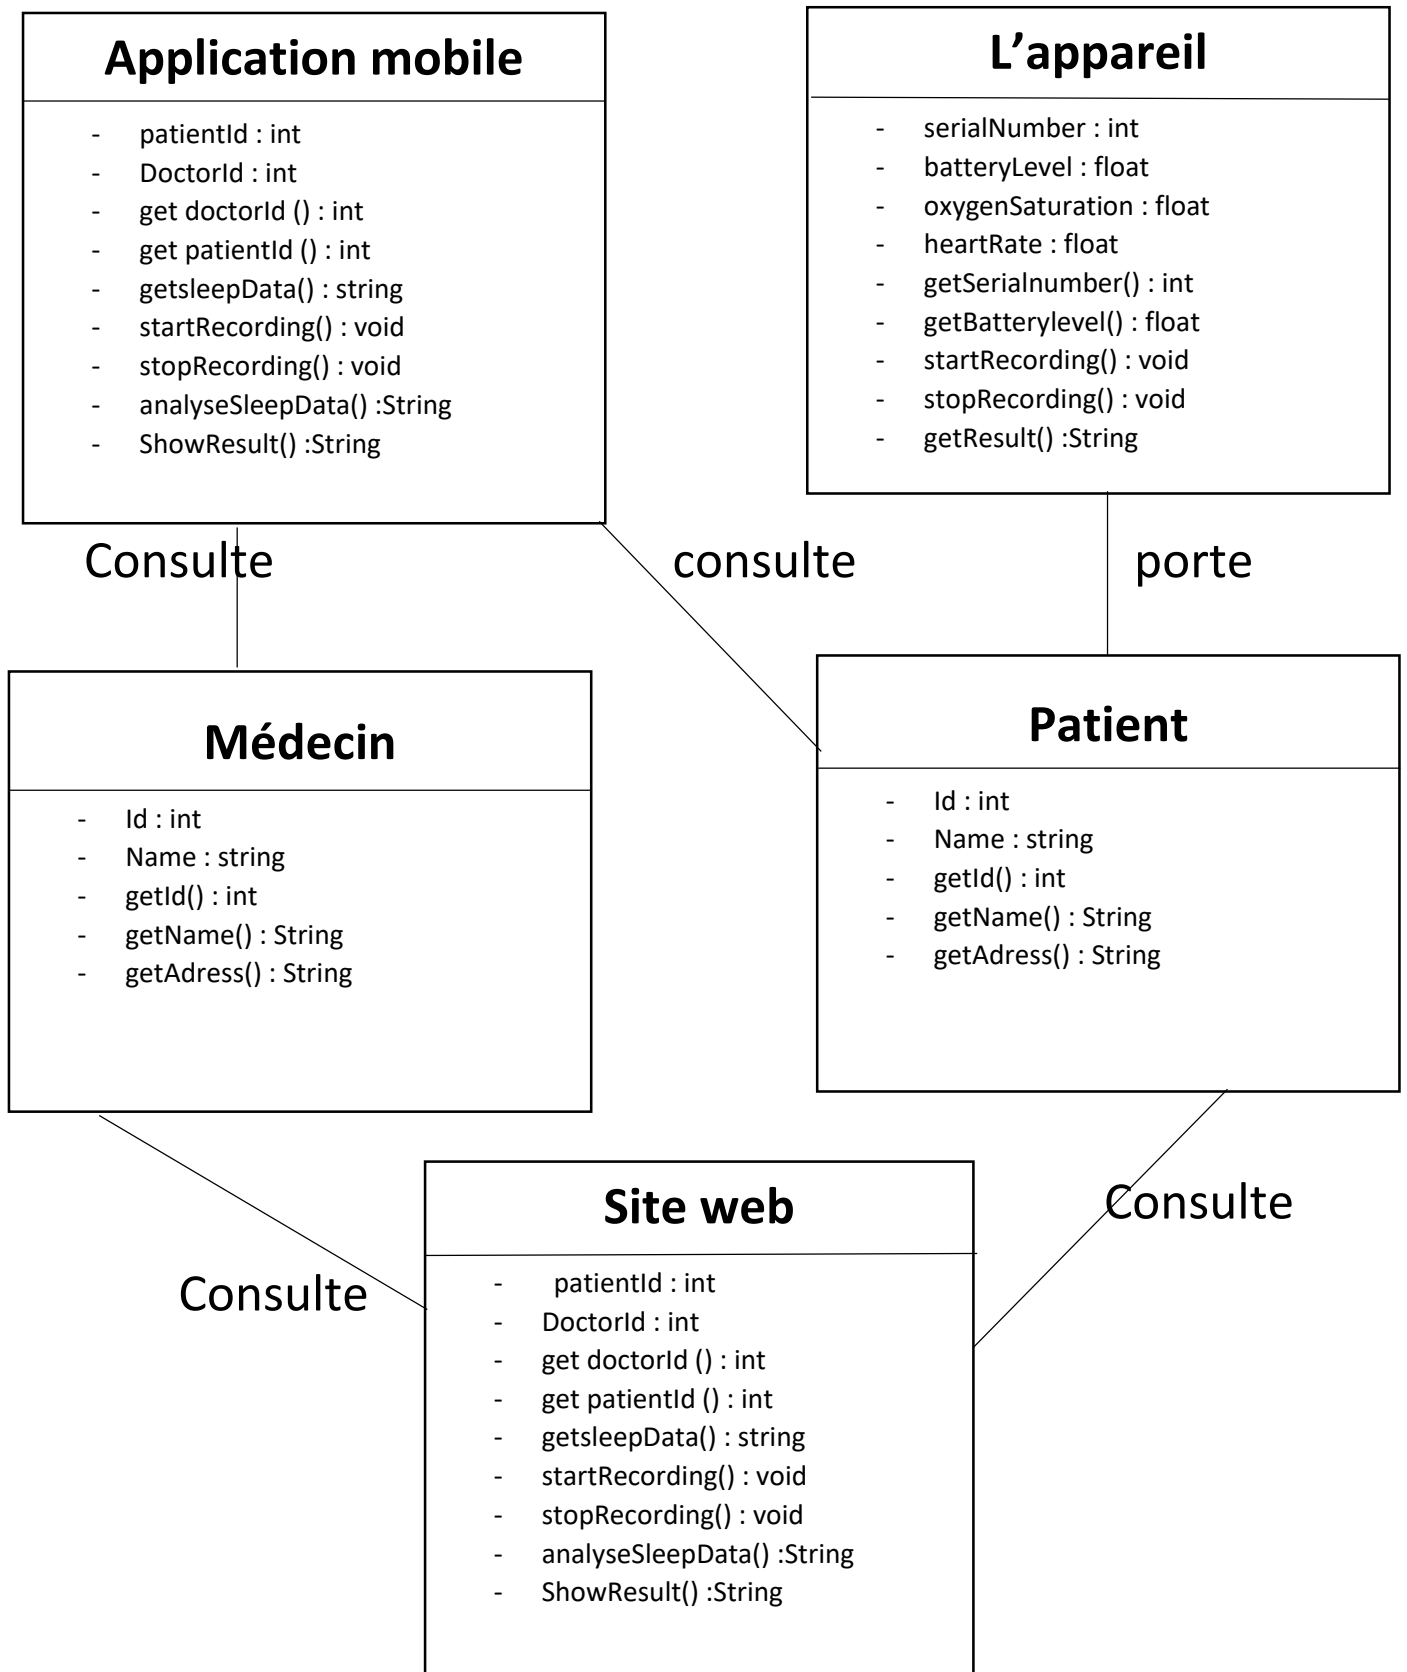 Application mobile
- patientId : int
- DoctorId : int
- get doctorId () : int
- get patientId () : int
- getsleepData() : string
- startRecording() : void
- stopRecording() : void
- analyseSleepData() :String
- ShowResult() :String
L’appareil
- serialNumber : int
- batteryLevel : float
- oxygenSaturation : float
- heartRate : float
- getSerialnumber() : int
- getBatterylevel() : float
- startRecording() : void
- stopRecording() : void
- getResult() :String
Consulte
consulte
porte
Médecin
- Id : int
- Name : string
- getId() : int
- getName() : String
- getAdress() : String
Patient
- Id : int
- Name : string
- getId() : int
- getName() : String
- getAdress() : String
Consulte
Consulte
Site web
- patientId : int
- DoctorId : int
- get doctorId () : int
- get patientId () : int
- getsleepData() : string
- startRecording() : void
- stopRecording() : void
- analyseSleepData() :String
- ShowResult() :String